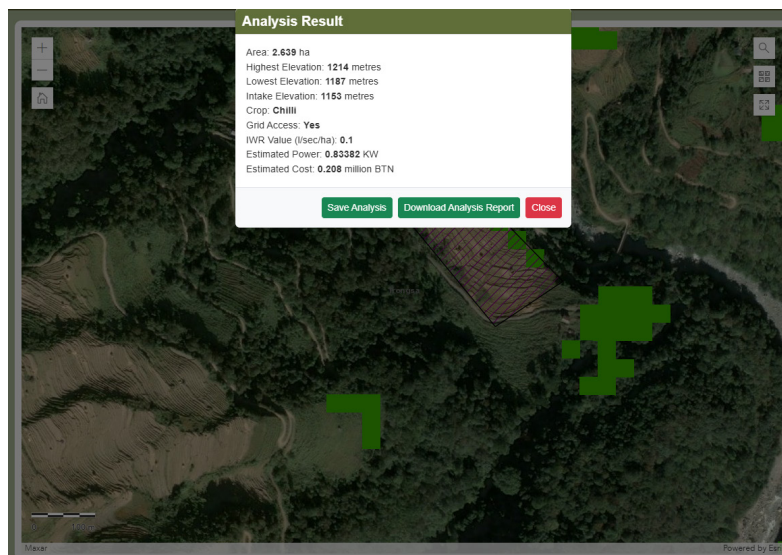 Analysis Result
Area: 2.639 ha
Highest Elevation: 1214 metres
Lowest Elevation: 1187 metres
Intake Elevation: 1153 metres
Crop: Chilli
Grid Access: Yes
IWR Value (l/sec/ha): 0.1
Estimated Power: 0.83382 KW
Estimated Cost: 0.208 million BTN
Save Analysis
Download Analysis Report
Close
Maxar
Powered by Es